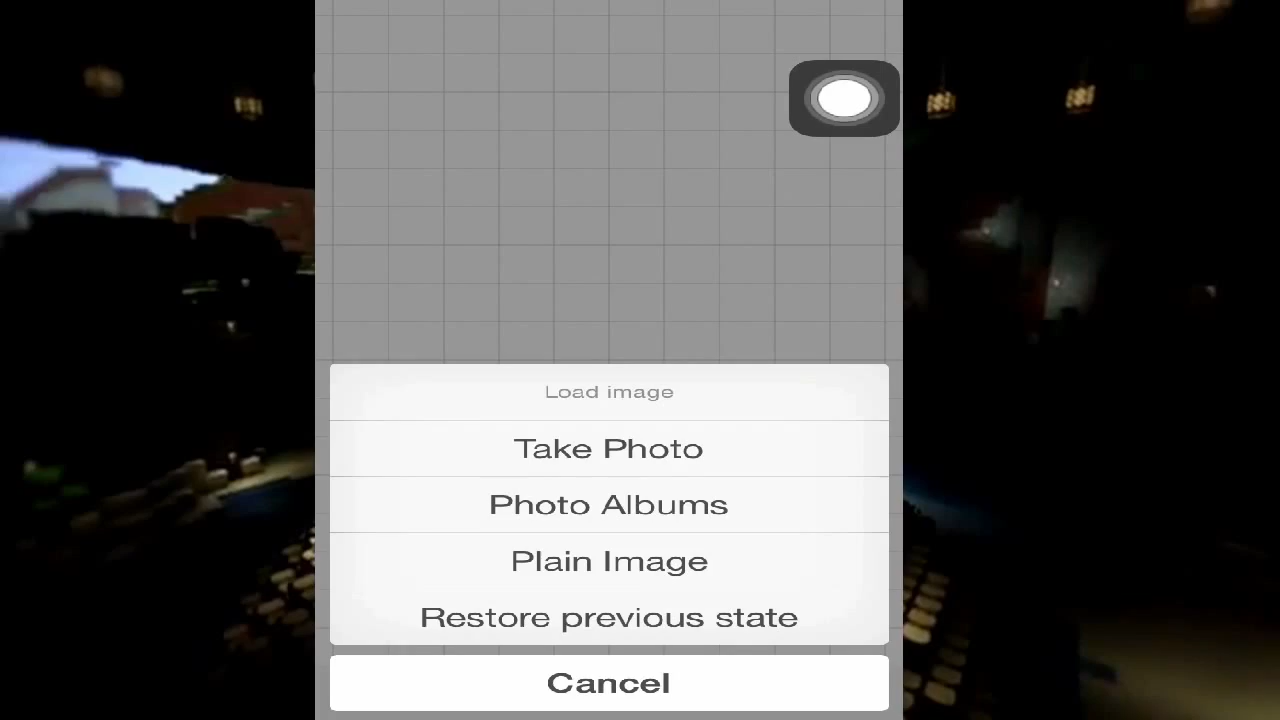 Load image
Take Photo
Photo Albums
Plain Image
Restore previous state
Cancel